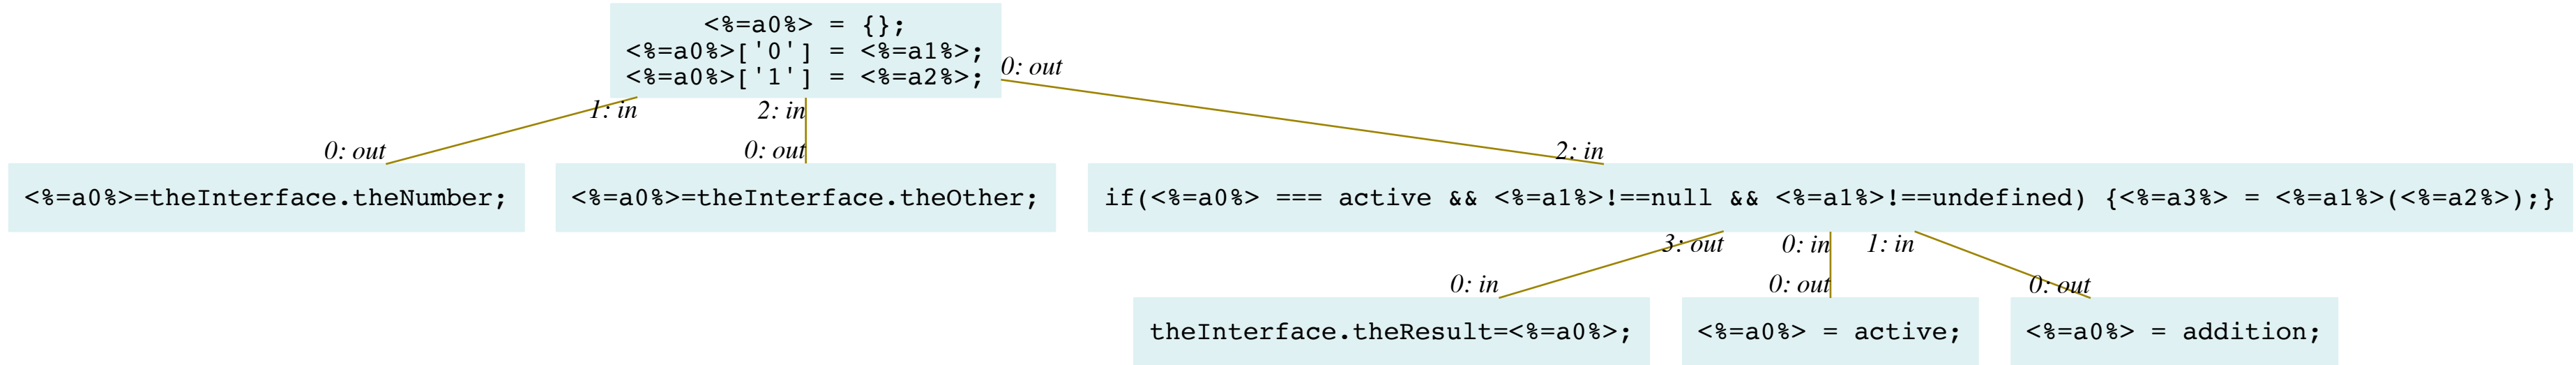 <%=a0%> = {};
<%=a0%>['0'] = <%=a1%>;
<%=a0%>['1'] = <%=a2%>;
0: out
1: in
2: in
0: out
0: out
2: in
<%=a0%>=theInterface.theNumber;
<%=a0%>=theInterface.theOther;
if(<%=a0%> === active && <%=a1%>!==null && <%=a1%>!==undefined) {<%=a3%> = <%=a1%>(<%=a2%>);}
3: out
0: in
1: in
0: in
0: out
0: out
theInterface.theResult=<%=a0%>;
<%=a0%> = active;
<%=a0%> = addition;